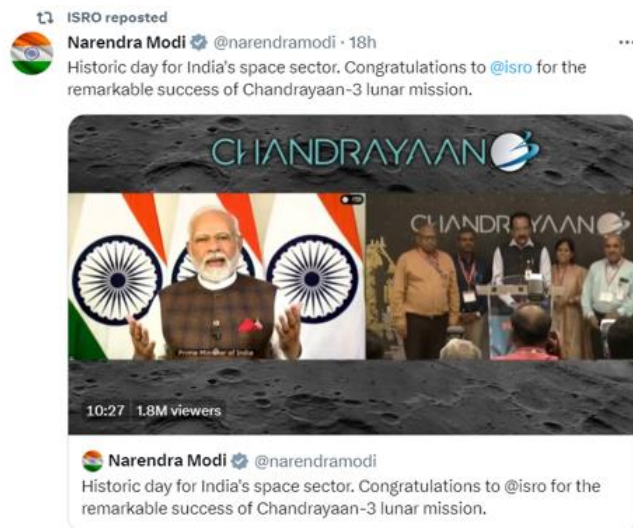 ISRO reposted
Narendra Modi @narendramodi · 18h
Historic day for India's space sector. Congratulations to @isro for the
remarkable success of Chandrayaan-3 lunar mission.
CHANDRAYAAN
CHANDRAYAAN
Prime Minister of India
10:27 1.8M viewers
Narendra Modi @narendramodi
Historic day for India's space sector. Congratulations to @isro for the
remarkable success of Chandrayaan-3 lunar mission.